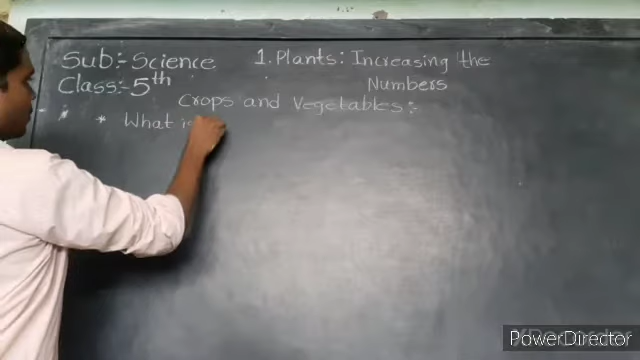 Sub:- Science
1. Plants: Increasing the
Class:- 5th
Numbers
Crops and Vegetables:-
* * What is
PowerDirector